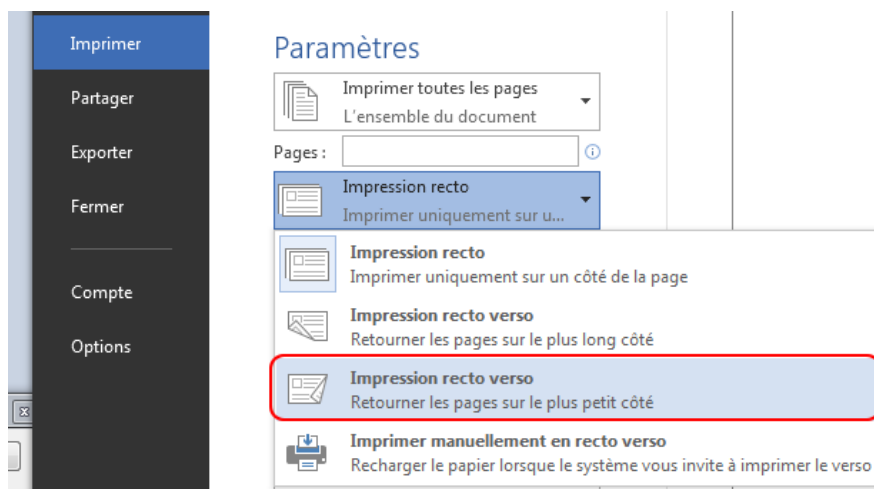 Imprimer
Partager
Exporter
Fermer
Compte
Options
Paramètres
Imprimer toutes les pages
L'ensemble du document
Pages :
Impression recto
Imprimer uniquement sur u...
Impression recto
Imprimer uniquement sur un côté de la page
Impression recto verso
Retourner les pages sur le plus long côté
Impression recto verso
Retourner les pages sur le plus petit côté
Imprimer manuellement en recto verso
Recharger le papier lorsque le système vous invite à imprimer le verso